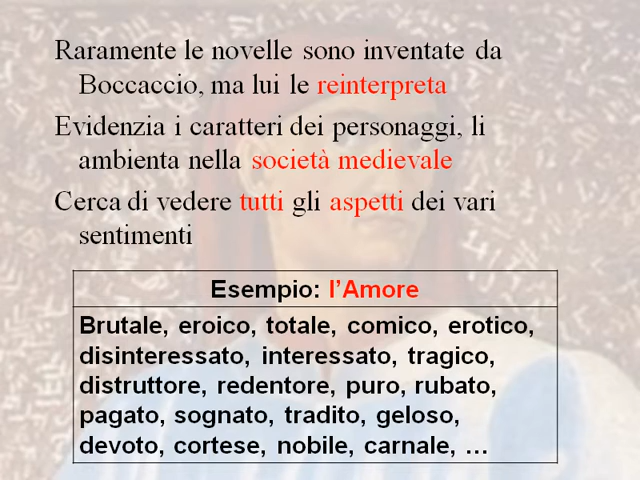 Raramente le novelle sono inventate da
Boccaccio, ma lui le reinterpreta
Evidenzia i caratteri dei personaggi, li
ambienta nella società medievale
Cerca di vedere tutti gli aspetti dei vari
sentimenti
Esempio: l’Amore
Brutale, eroico, totale, comico, erotico,
disinteressato, interessato, tragico,
distruttore, redentore, puro, rubato,
pagato, sognato, tradito, geloso,
devoto, cortese, nobile, carnale, …